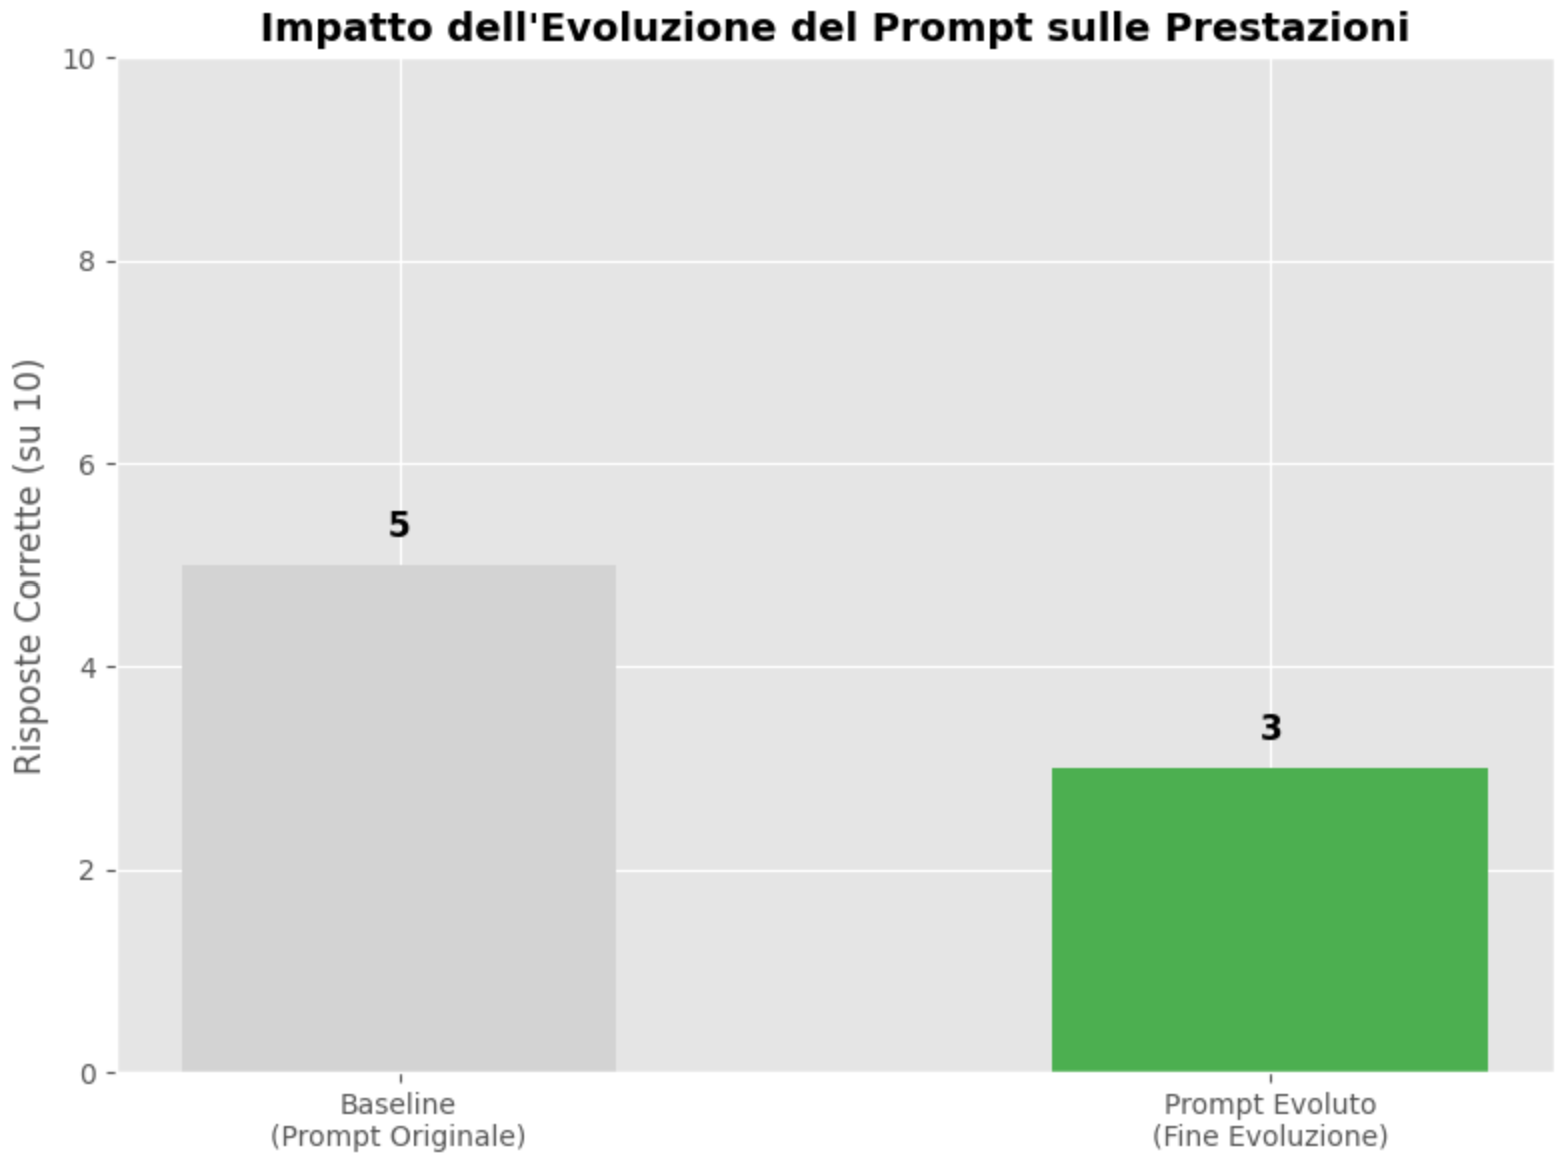 Impatto dell'Evoluzione del Prompt sulle Prestazioni
Risposte Corrette (su 10)
10
8
6
4
2
0
5
3
Baseline
(Prompt Originale)
Prompt Evoluto
(Fine Evoluzione)